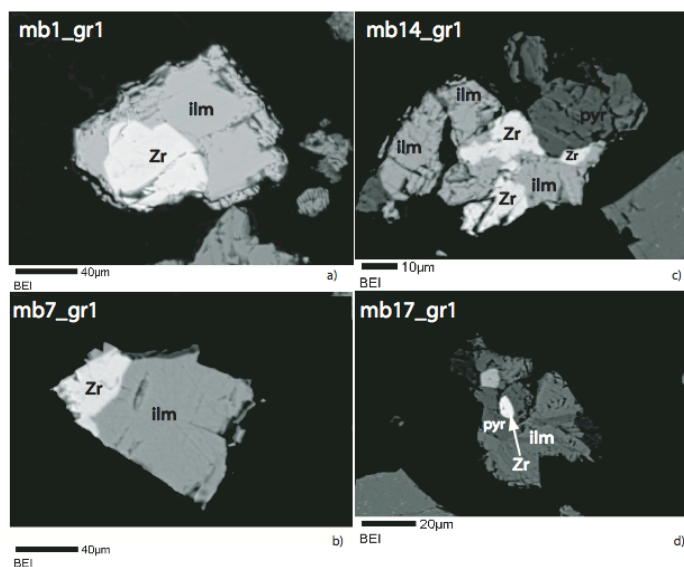 mb1_gr1
ilm
Zr
40µm
BEI
a)
mb14_gr1
ilm
pyr
ilm
Zr
Zr
ilm
Zr
10µm
BEI
c)
mb7_gr1
Zr
ilm
40µm
BEI
b)
mb17_gr1
pyr
ilm
Zr
20µm
BEI
d)